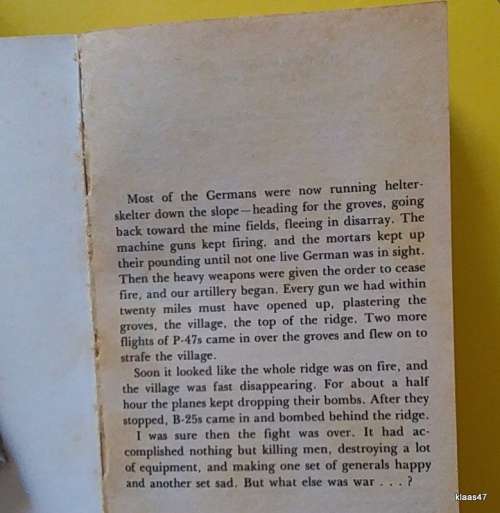 Most of the Germans were now running helter-
skelter down the slope—heading for the groves, going
back toward the mine fields, fleeing in disarray. The
machine guns kept firing, and the mortars kept up
their pounding until not one live German was in sight.
Then the heavy weapons were given the order to cease
fire, and our artillery began. Every gun we had within
twenty miles must have opened up, plastering the
groves, the village, the top of the ridge. Two more
flights of P-47s came in over the groves and flew on to
strafe the village.
Soon it looked like the whole ridge was on fire, and
the village was fast disappearing. For about a half
hour the planes kept dropping their bombs. After they
stopped, B-25s came in and bombed behind the ridge.
I was sure then the fight was over. It had ac-
complished nothing but killing men, destroying a lot
of equipment, and making one set of generals happy
and another set sad. But what else was war . . . ?
klaas47